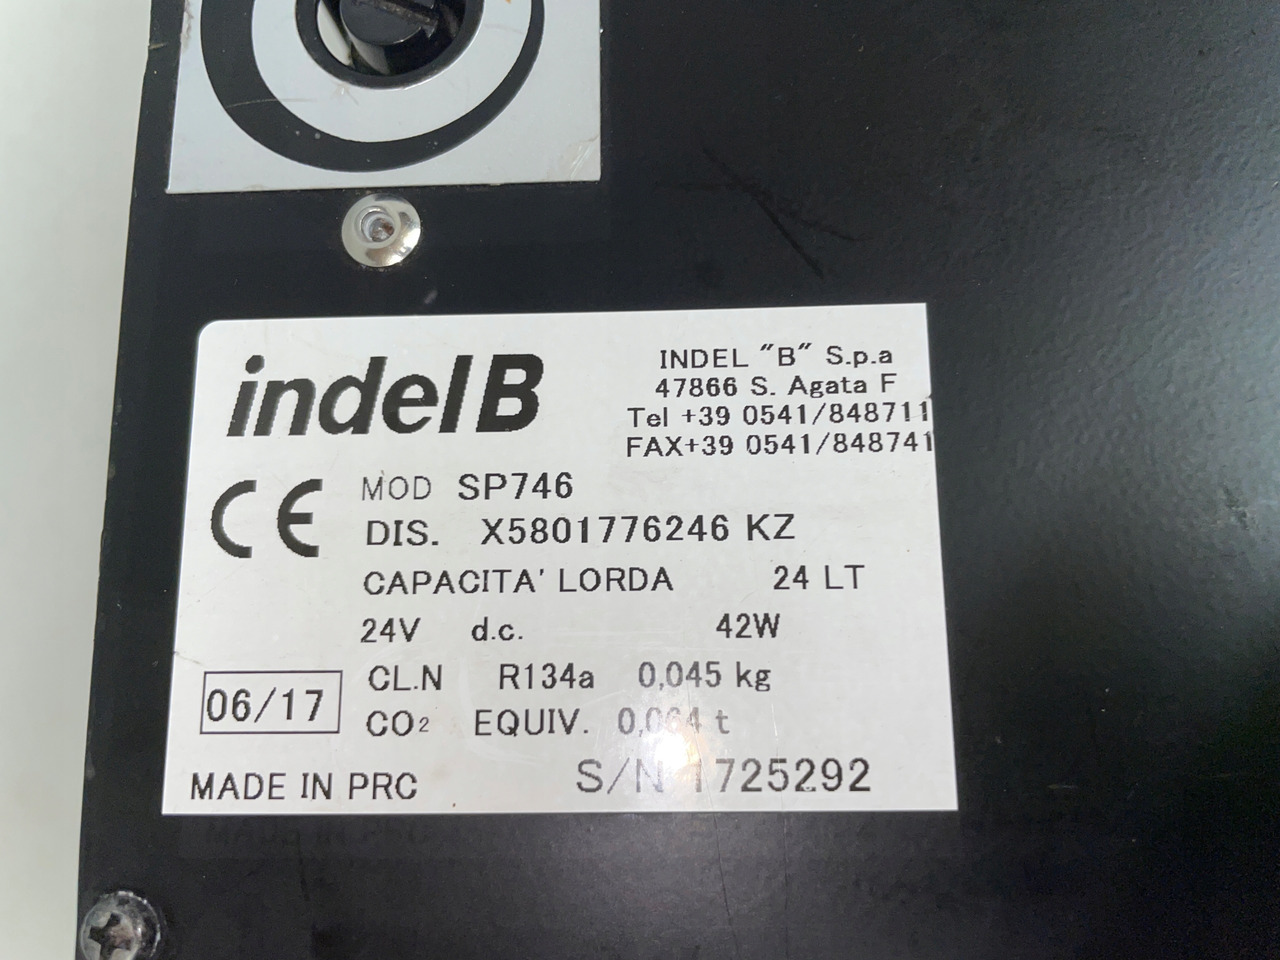 indelB
INDEL "B" S.p.a
47866 S. Agata F
Tel +39 0541/848711
FAX+39 0541/848741
CE
MOD SP746
DIS. X5801776246 KZ
CAPACITA' LORDA 24 LT
24V d.c. 42W
CL.N R134a 0,045 kg
06/17
CO2 EQUIV. 0,064 t
MADE IN PRC
S/N 1725292